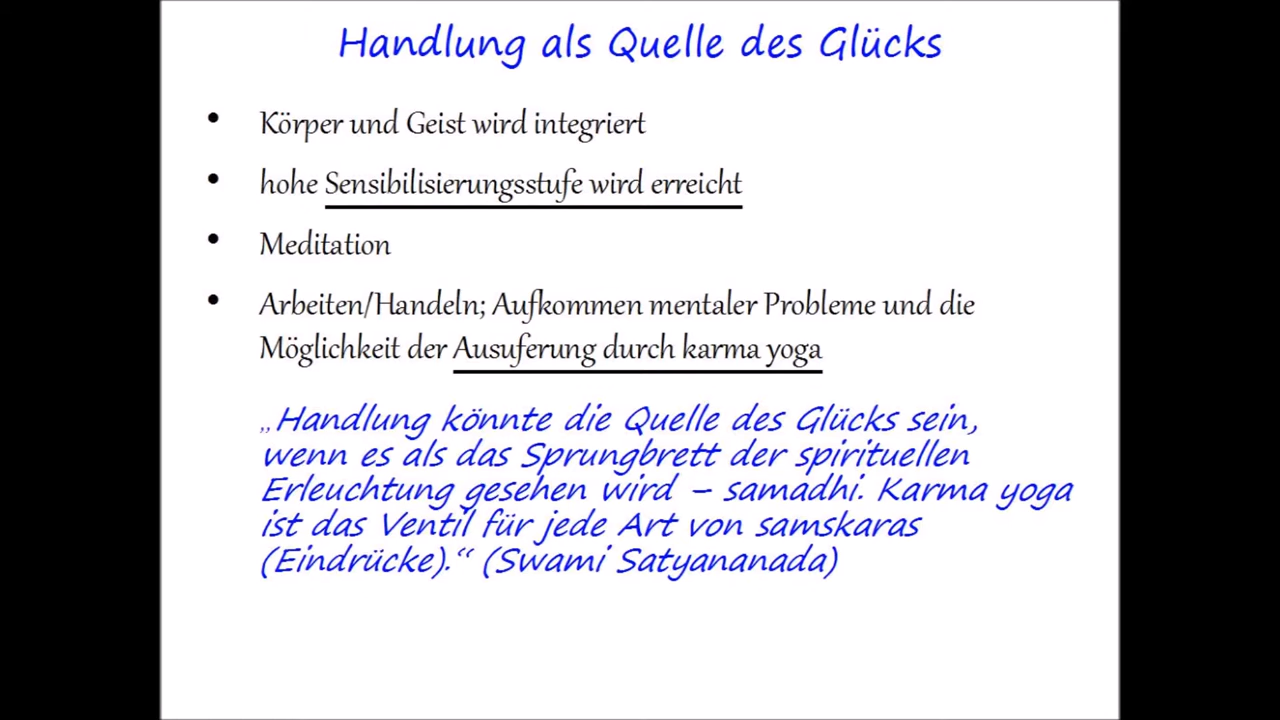 Handlung als Quelle des Glücks
• Körper und Geist wird integriert
• hohe Sensibilisierungsstufe wird erreicht
• Meditation
• Arbeiten/Handeln; Aufkommen mentaler Probleme und die
Möglichkeit der Ausuferung durch karma yoga
„Handlung könnte die Quelle des Glücks sein,
wenn es als das Sprungbrett der spirituellen
Erleuchtung gesehen wird – samadhi. Karma yoga
ist das Ventil für jede Art von samskaras
(Eindrücke).“ (Swami Satyananada)